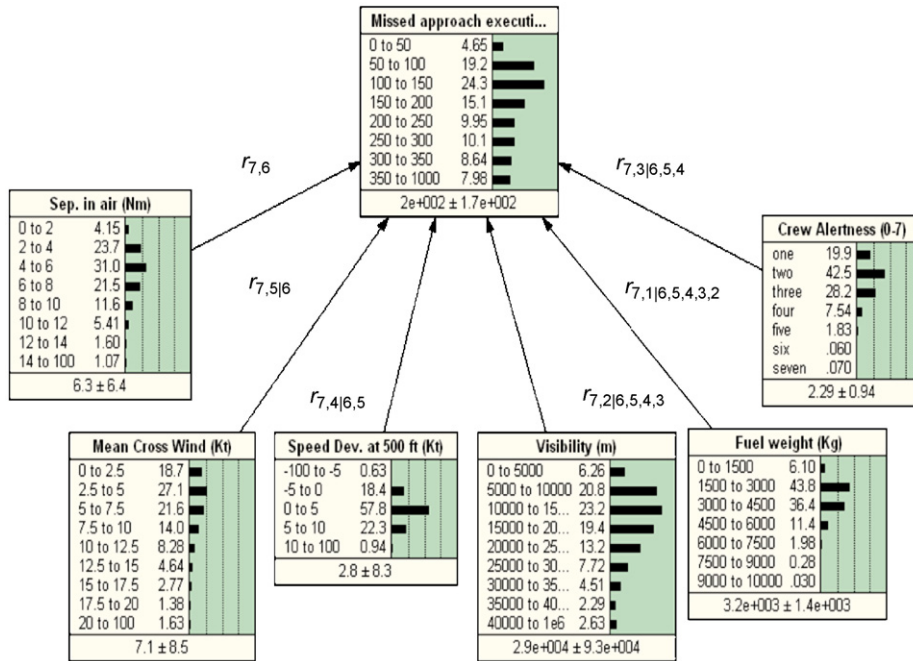 Missed approach executi...
0 to 50 4.65
50 to 100 19.2
100 to 150 24.3
150 to 200 15.1
200 to 250 9.95
250 to 300 10.1
300 to 350 8.64
350 to 1000 7.98
2e+002 ± 1.7e+002
r7,6
r7,3|6,5,4
Sep. in air (Nm)
0 to 2 4.15
2 to 4 23.7
4 to 6 31.0
6 to 8 21.5
8 to 10 11.6
10 to 12 5.41
12 to 14 1.60
14 to 100 1.07
6.3 ± 6.4
Crew Alertness (0-7)
one 19.9
two 42.5
three 28.2
four 7.54
five 1.83
six .060
seven .070
2.29 ± 0.94
r7,5|6
r7,1|6,5,4,3,2
r7,4|6,5
r7,2|6,5,4,3
Mean Cross Wind (Kt)
0 to 2.5 18.7
2.5 to 5 27.1
5 to 7.5 21.6
7.5 to 10 14.0
10 to 12.5 8.28
12.5 to 15 4.64
15 to 17.5 2.77
17.5 to 20 1.38
20 to 100 1.63
7.1 ± 8.5
Speed Dev. at 500 ft (Kt)
-100 to -5 0.63
-5 to 0 18.4
0 to 5 57.8
5 to 10 22.3
10 to 100 0.94
2.8 ± 8.3
Visibility (m)
0 to 5000 6.26
5000 to 10000 20.8
10000 to 15... 23.2
15000 to 20... 19.4
20000 to 25... 13.2
25000 to 30... 7.72
30000 to 35... 4.51
35000 to 40... 2.29
40000 to 1e6 2.63
2.9e+004 ± 9.3e+004
Fuel weight (Kg)
0 to 1500 6.10
1500 to 3000 43.8
3000 to 4500 36.4
4500 to 6000 11.4
6000 to 7500 1.98
7500 to 9000 0.28
9000 to 10000 .030
3.2e+003 ± 1.4e+003